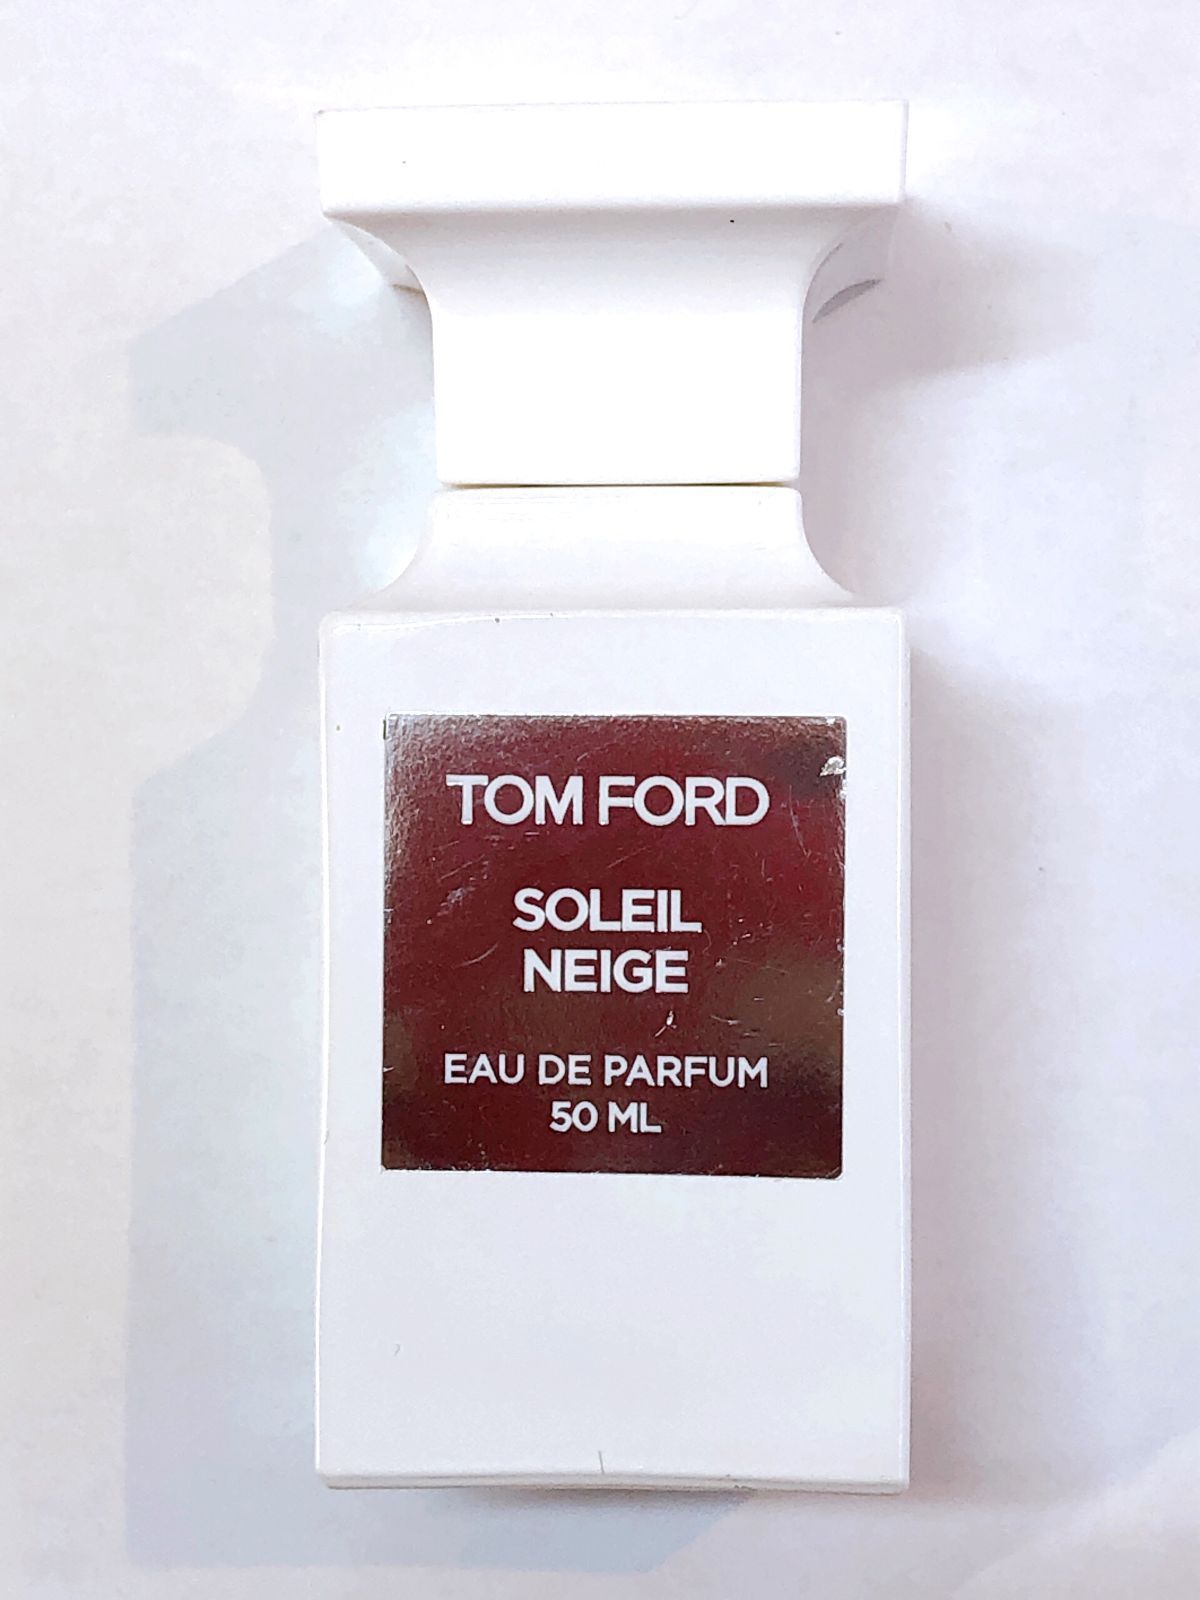 TOM FORD
SOLEIL
NEIGE
EAU DE PARFUM
50 ML